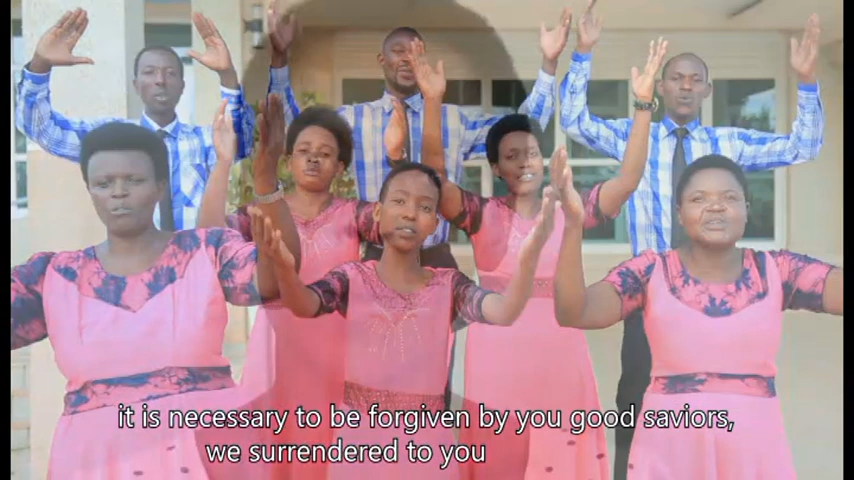 it is necessary to be forgiven by you good saviors,
we surrendered to you